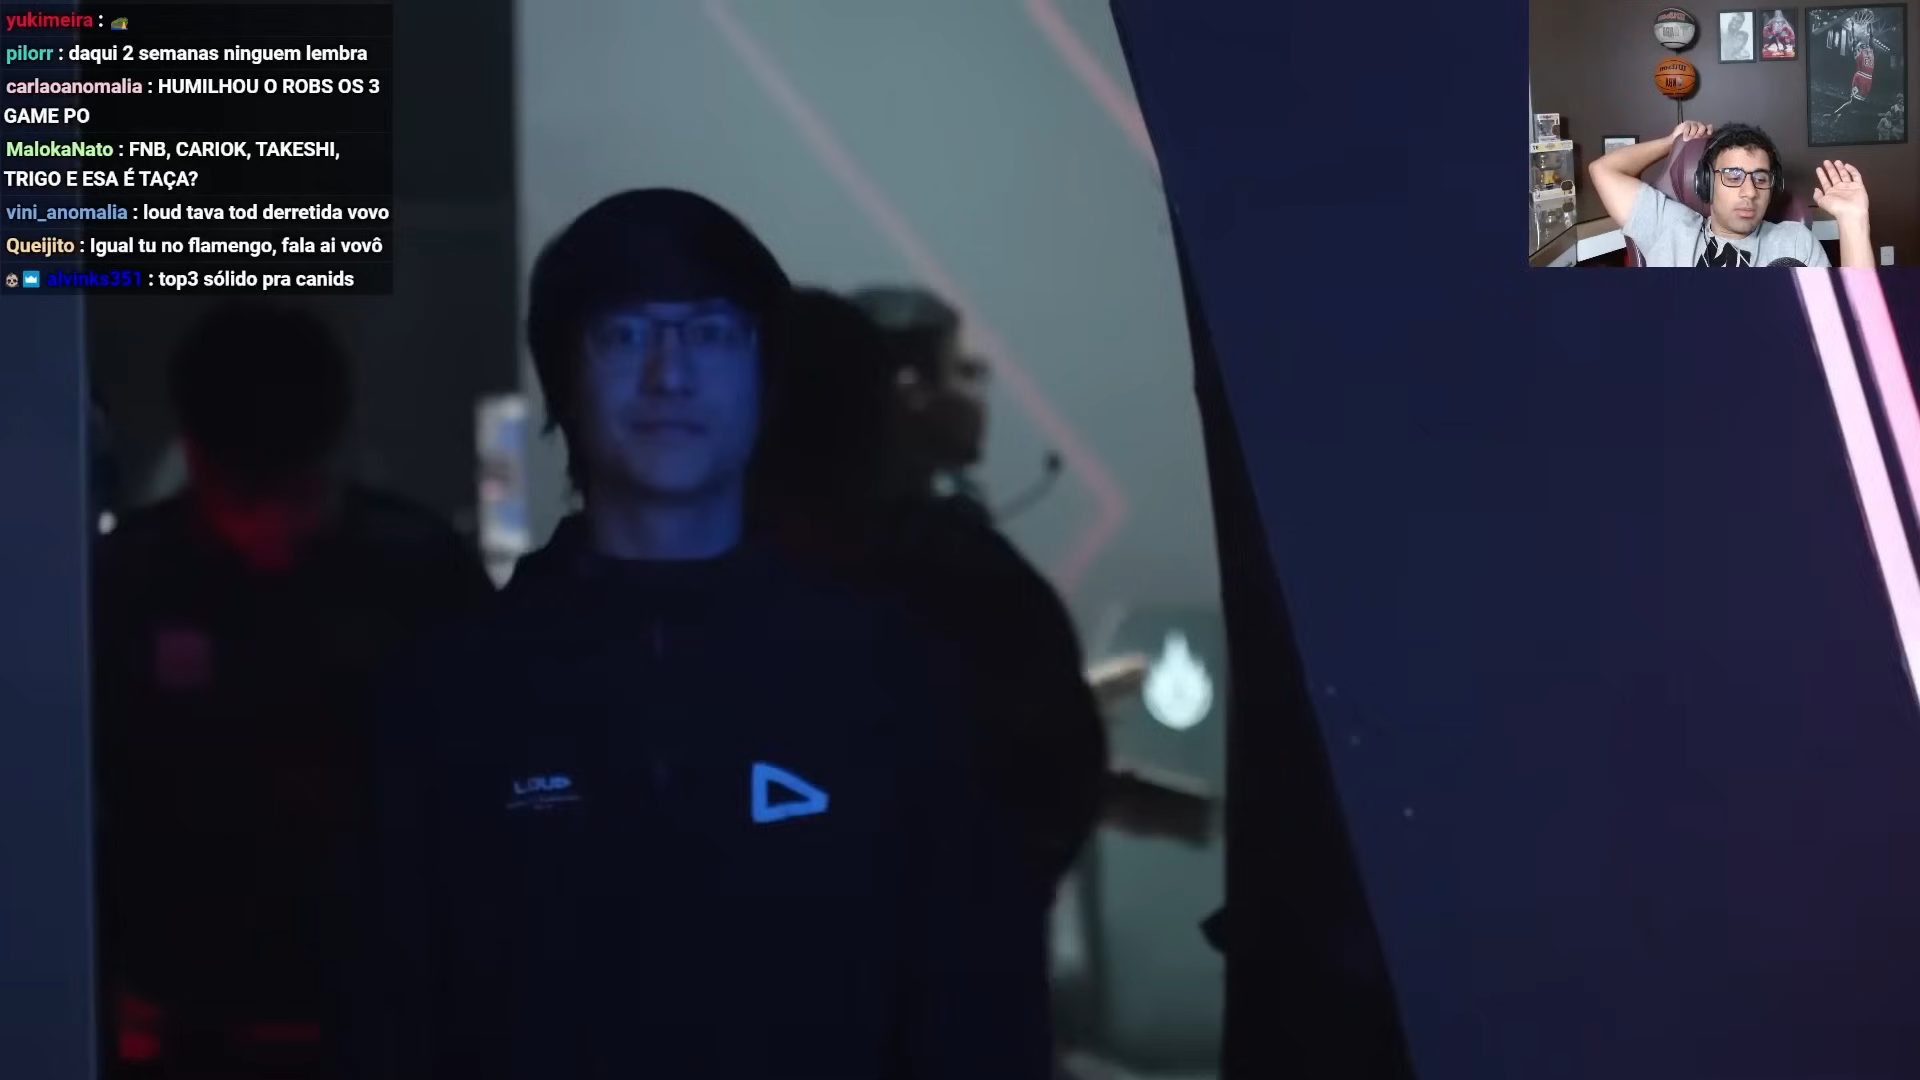 yukimeira :
pilorr : daqui 2 semanas ninguem lembra
carlaoanomalia : HUMILHOU O ROBS OS 3
GAME PO
MalokaNato : FNB, CARIOK, TAKESHI,
TRIGO E ESA É TAÇA?
vini_anomalia : loud tava tod derretida vovo
Queijito : Igual tu no flamengo, fala ai vovô
alvinks351 : top3 sólido pra canids
LOUD